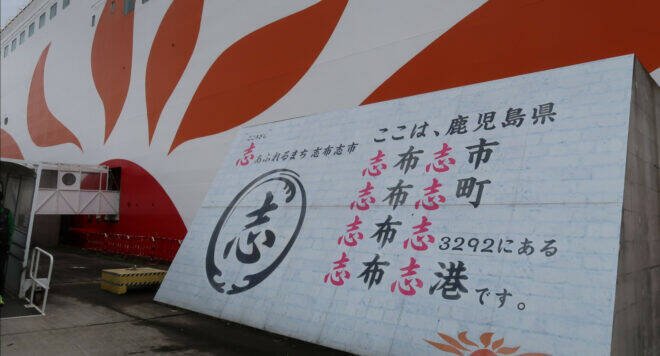 こころざし
志あふれるまち 志布志市
志
ここは、鹿児島県
志布志市
志布志町
志布志3292にある
志布志港です。